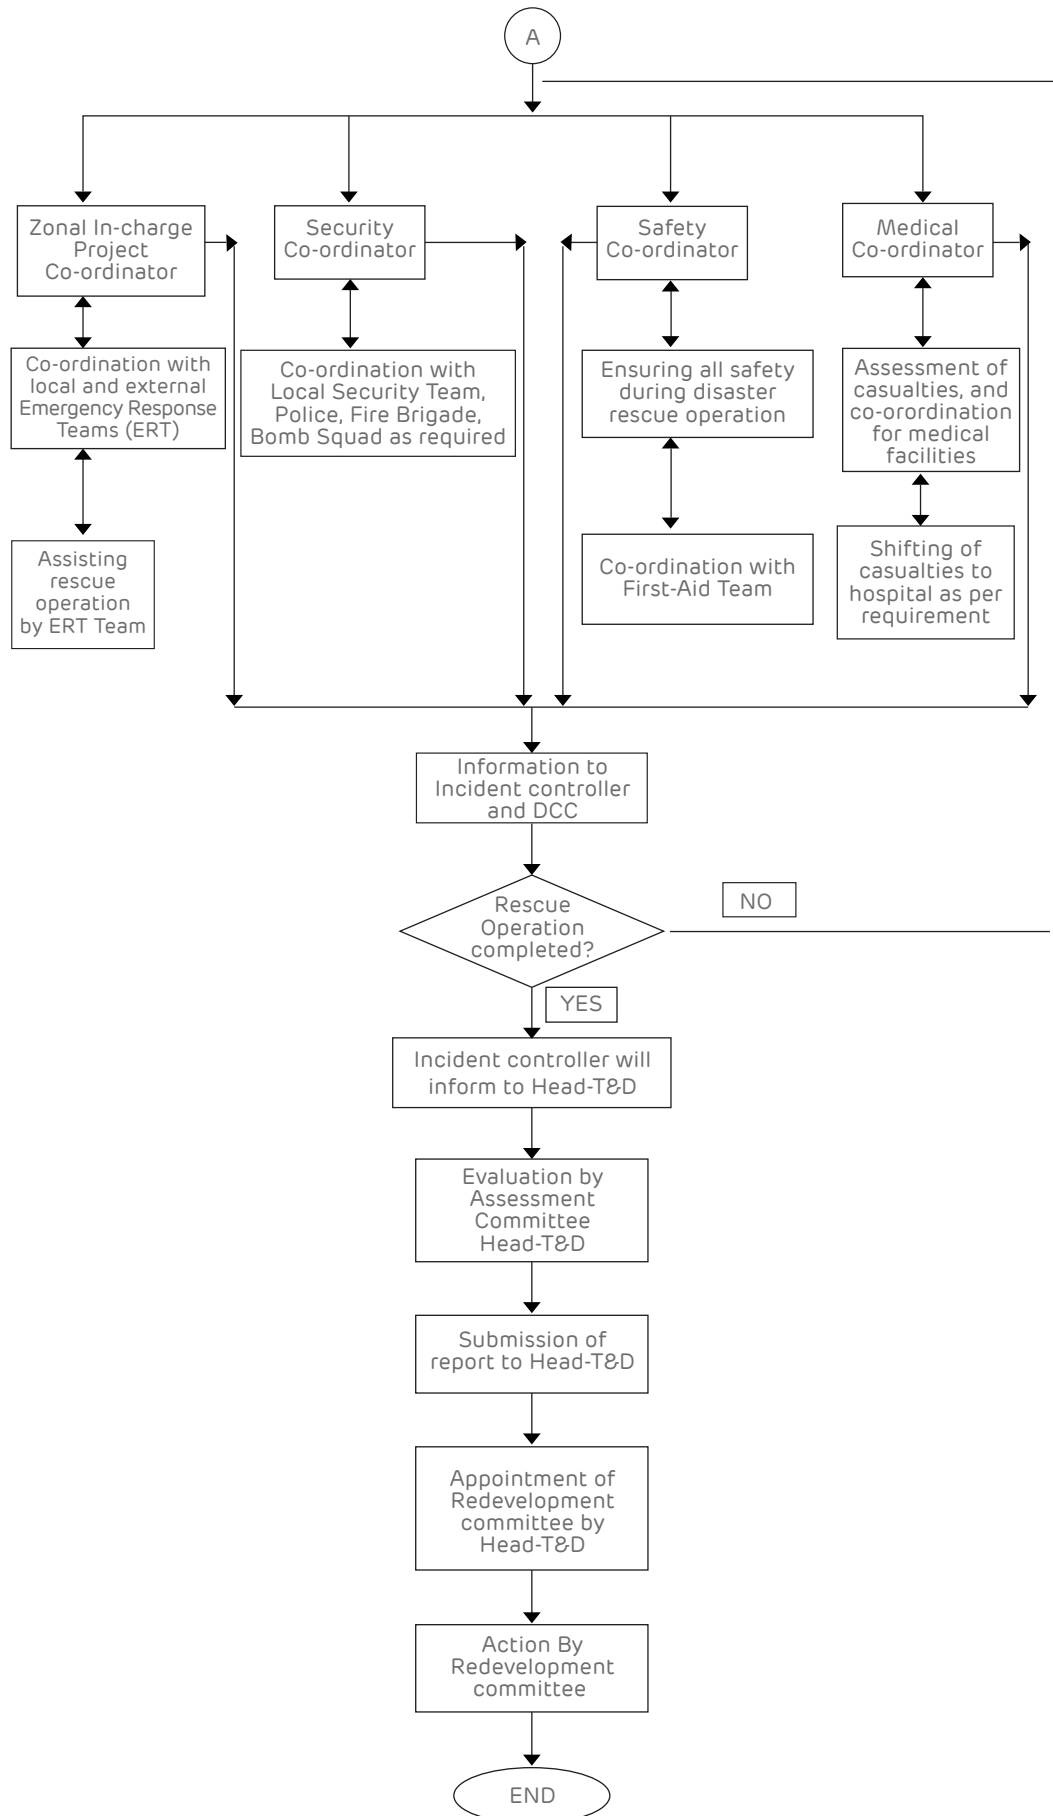 A
Zonal In-charge
Project
Co-ordinator
Security
Co-ordinator
Safety
Co-ordinator
Medical
Co-ordinator
Co-ordination with
local and external
Emergency Response
Teams (ERT)
Co-ordination with
Local Security Team,
Police, Fire Brigade,
Bomb Squad as required
Ensuring all safety
during disaster
rescue operation
Assessment of
casualties, and
co-orordination
for medical
facilities
Assisting
rescue
operation
by ERT Team
Co-ordination with
First-Aid Team
Shifting of
casualties to
hospital as per
requirement
Information to
Incident controller
and DCC
Rescue
Operation
completed?
NO
YES
Incident controller will
inform to Head-T&D
Evaluation by
Assessment
Committee
Head-T&D
Submission of
report to Head-T&D
Appointment of
Redevelopment
committee by
Head-T&D
Action By
Redevelopment
committee
END